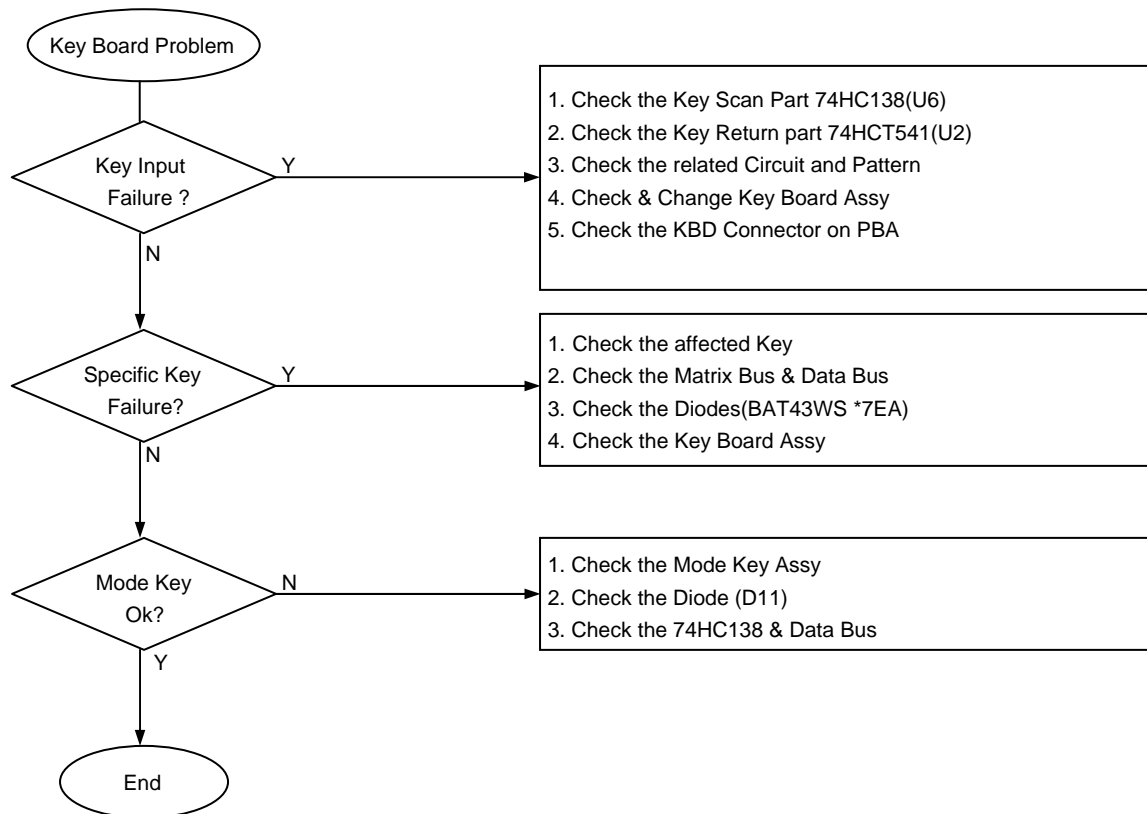 Key Board Problem
Key Input
Failure ?
Y
1. Check the Key Scan Part 74HC138(U6)
2. Check the Key Return part 74HCT541(U2)
3. Check the related Circuit and Pattern
4. Check & Change Key Board Assy
5. Check the KBD Connector on PBA
N
Specific Key
Failure?
Y
1. Check the affected Key
2. Check the Matrix Bus & Data Bus
3. Check the Diodes(BAT43WS *7EA)
4. Check the Key Board Assy
N
Mode Key
Ok?
N
1. Check the Mode Key Assy
2. Check the Diode (D11)
3. Check the 74HC138 & Data Bus
Y
End